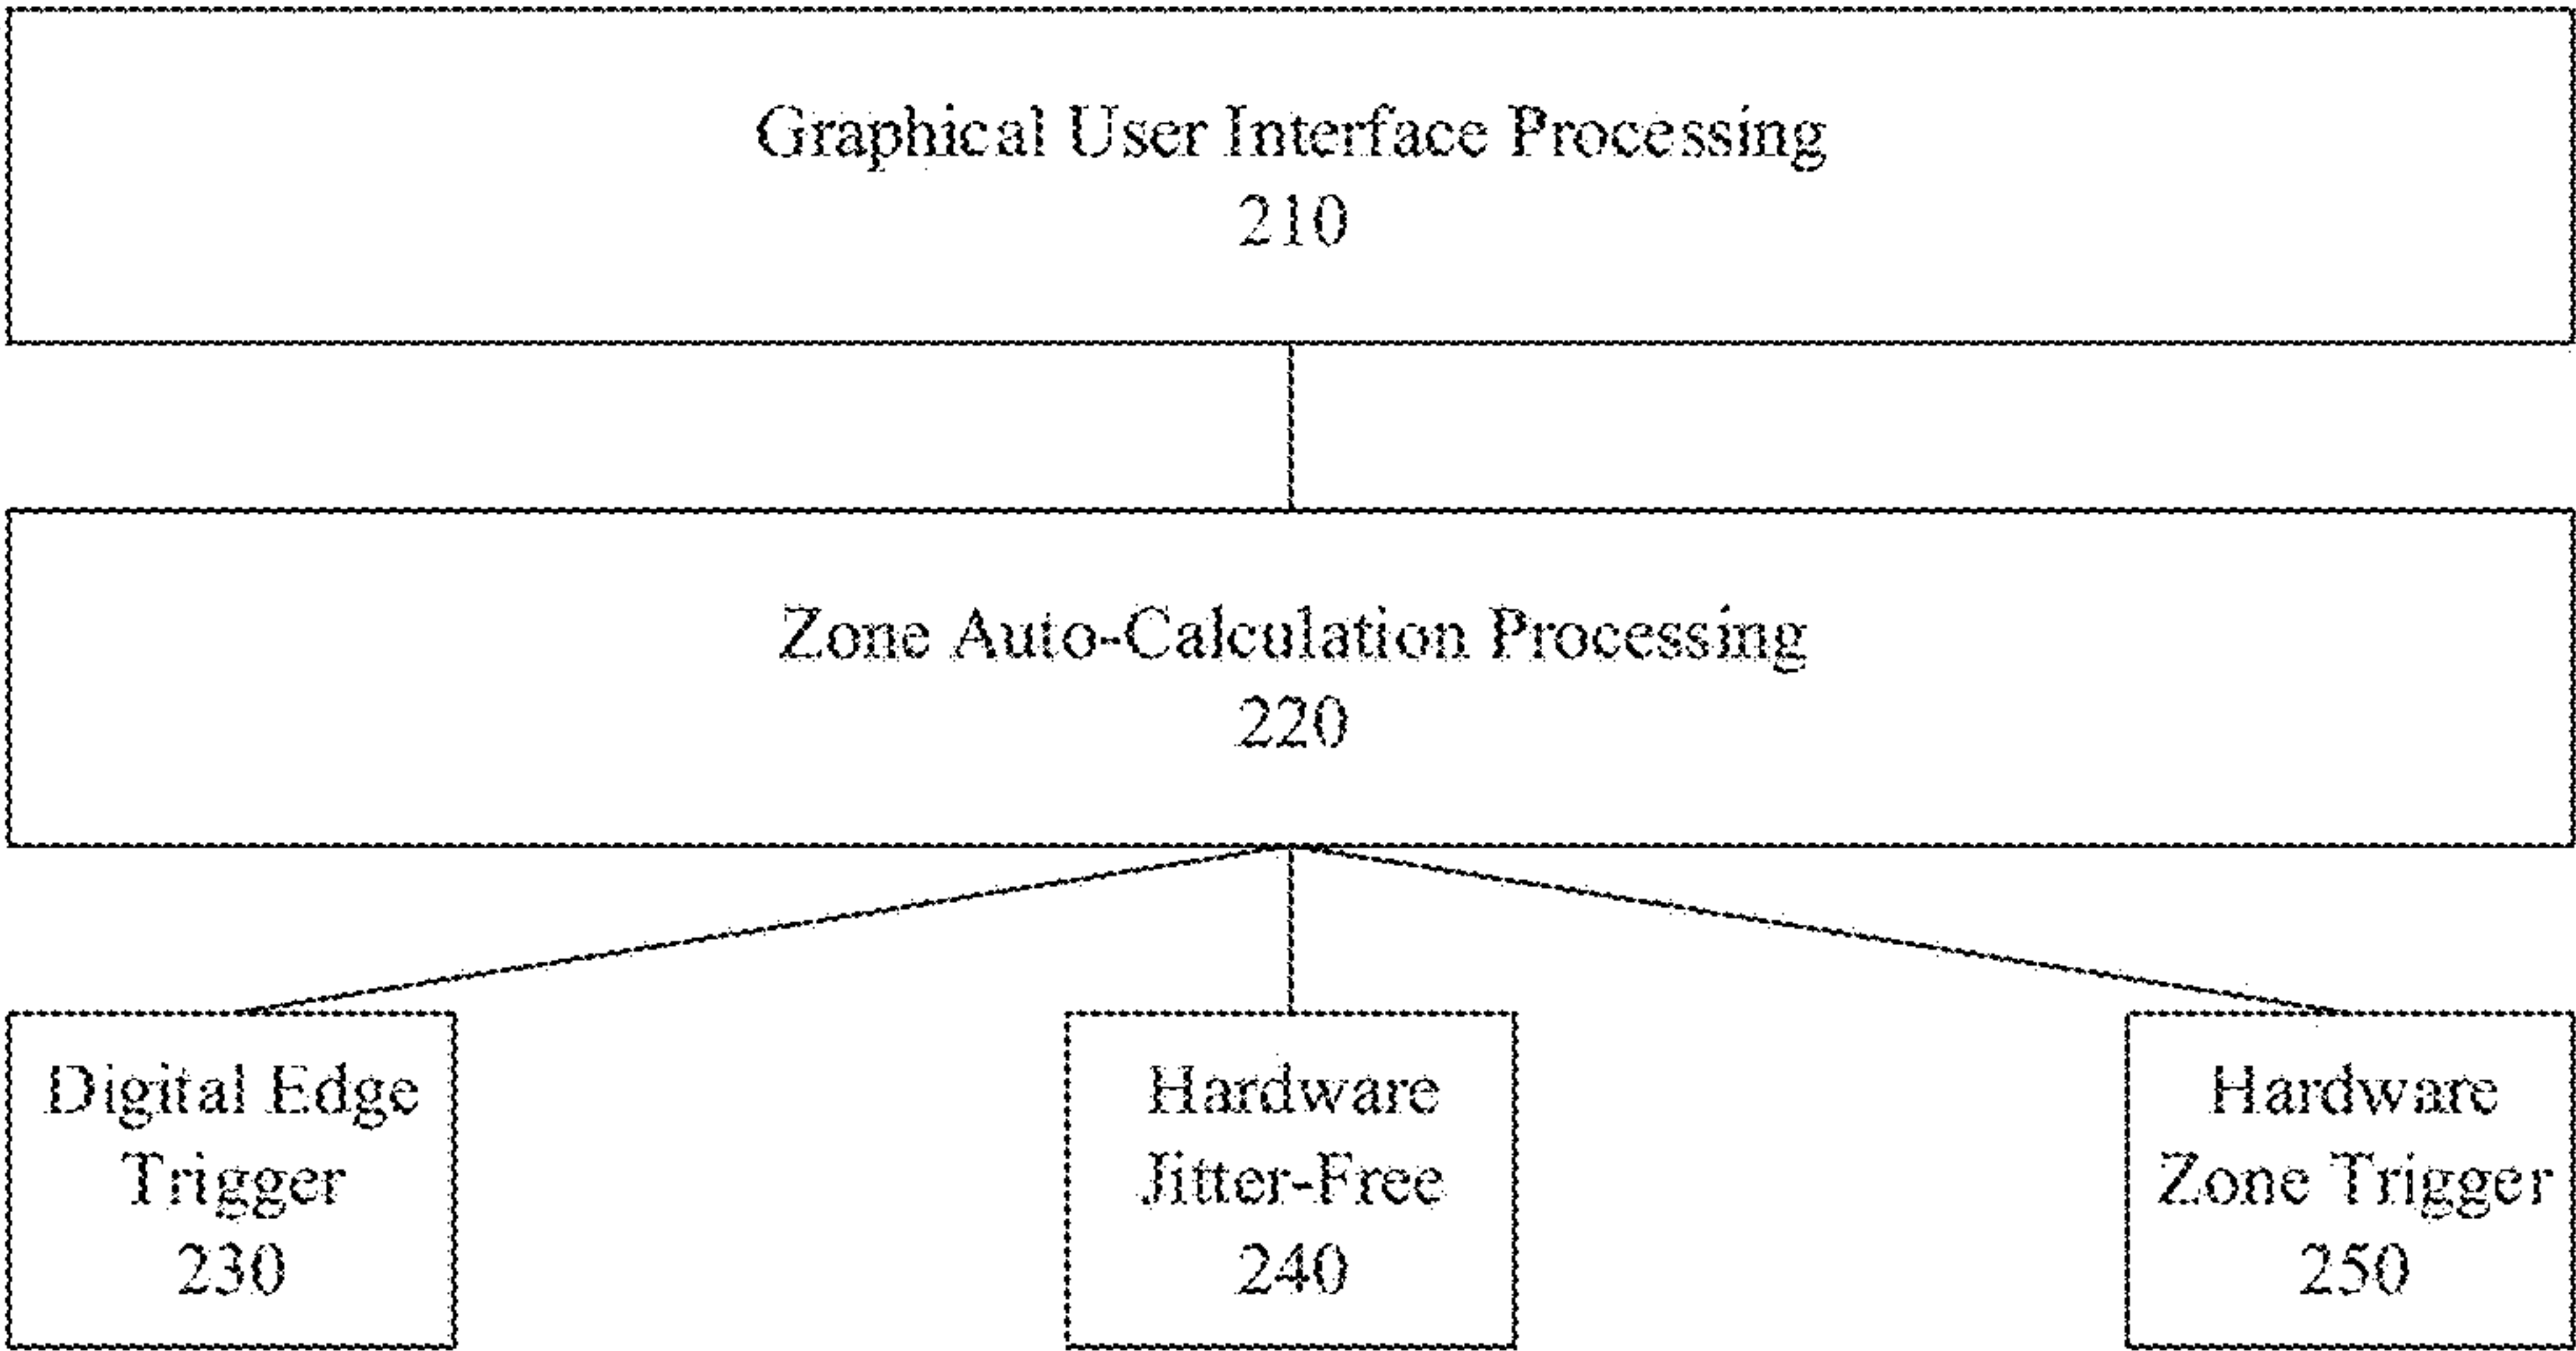 Graphical User Interface Processing
210
Zone Auto-Calculation Processing
220
Digital Edge
Trigger
230
Hardware
Jitter-Free
240
Hardware
Zone Trigger
250